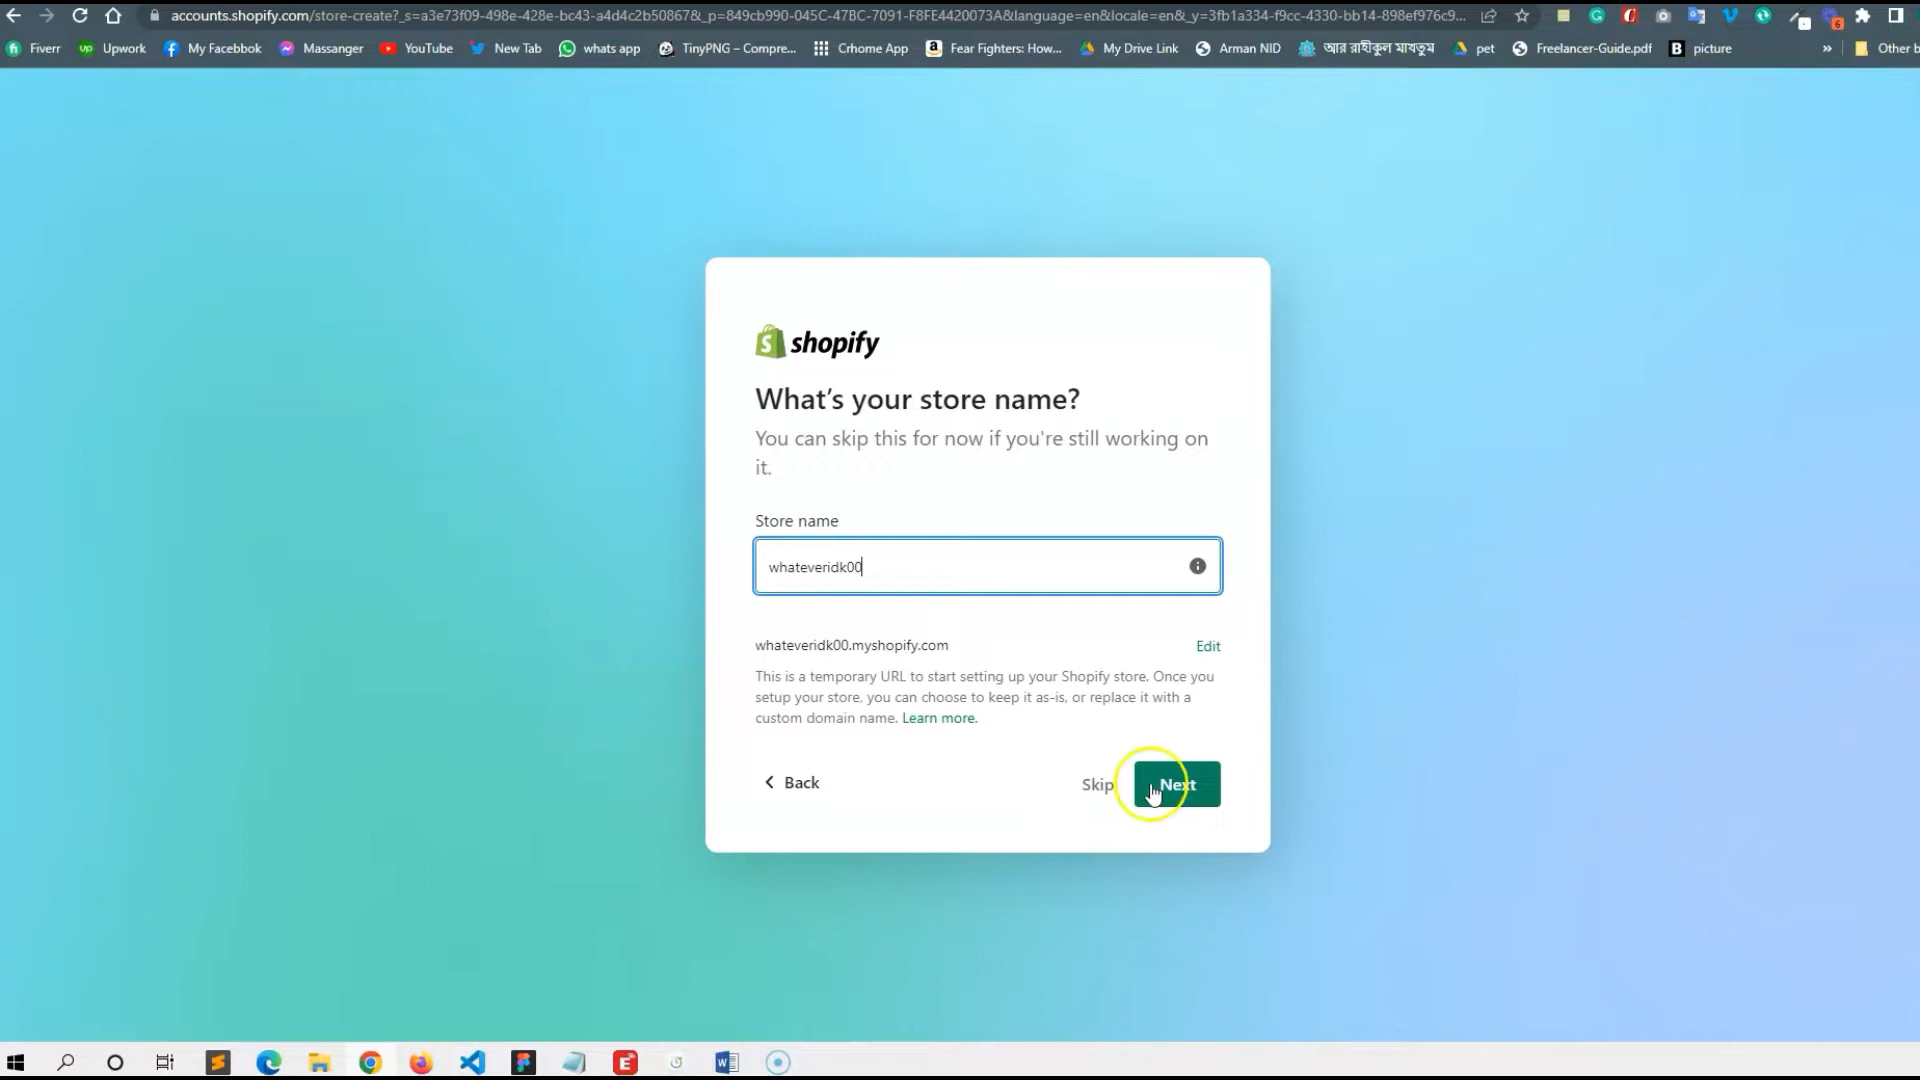 accounts.shopify.com/store-create?_s=a3e73f09-498e-428e-bc43-a4d4c2b50867&_p=849cb990-045C-47BC-7091-F8FE4420073A&language=en&locale=en&_y=3fb1a334-f9cc-4330-bb14-898ef976c9...
6
Fiverr
up Upwork
My Facebbok
Massanger
YouTube
New Tab
whats app
TinyPNG – Compre...
Crhome App
Fear Fighters: How...
My Drive Link
Arman NID
আর রাহীকুল মাখতুম
pet
Freelancer-Guide.pdf
B picture
»
Other b
shopify
What's your store name?
You can skip this for now if you're still working on
it.
Store name
whateveridk00
whateveridk00.myshopify.com
Edit
This is a temporary URL to start setting up your Shopify store. Once you
setup your store, you can choose to keep it as-is, or replace it with a
custom domain name. Learn more.
Back
Skip
Next